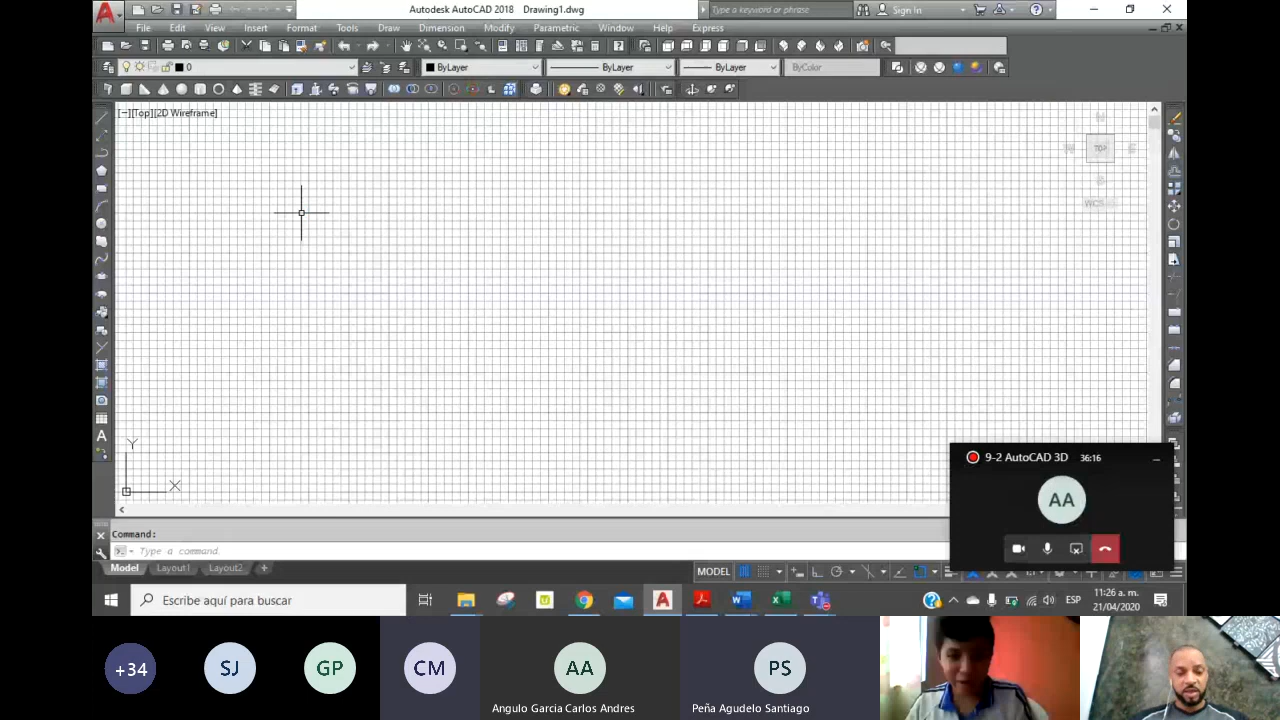 Autodesk AutoCAD 2018 Drawing1.dwg
Type a keyword or phrase
Sign In
File Edit View Insert Format Tools Draw Dimension Modify Parametric Window Help Express
0
ByLayer
ByLayer
ByLayer
ByColor
[−][Top][2D Wireframe]
TOP
WCS
Y
X
A
9-2 AutoCAD 3D 36:16
AA
Command:
Type a command
Model Layout1 Layout2 +
MODEL
Escribe aquí para buscar
ESP
11:26 a. m.
21/04/2020
+34
SJ
GP
CM
AA
PS
Angulo Garcia Carlos Andres
Peña Agudelo Santiago